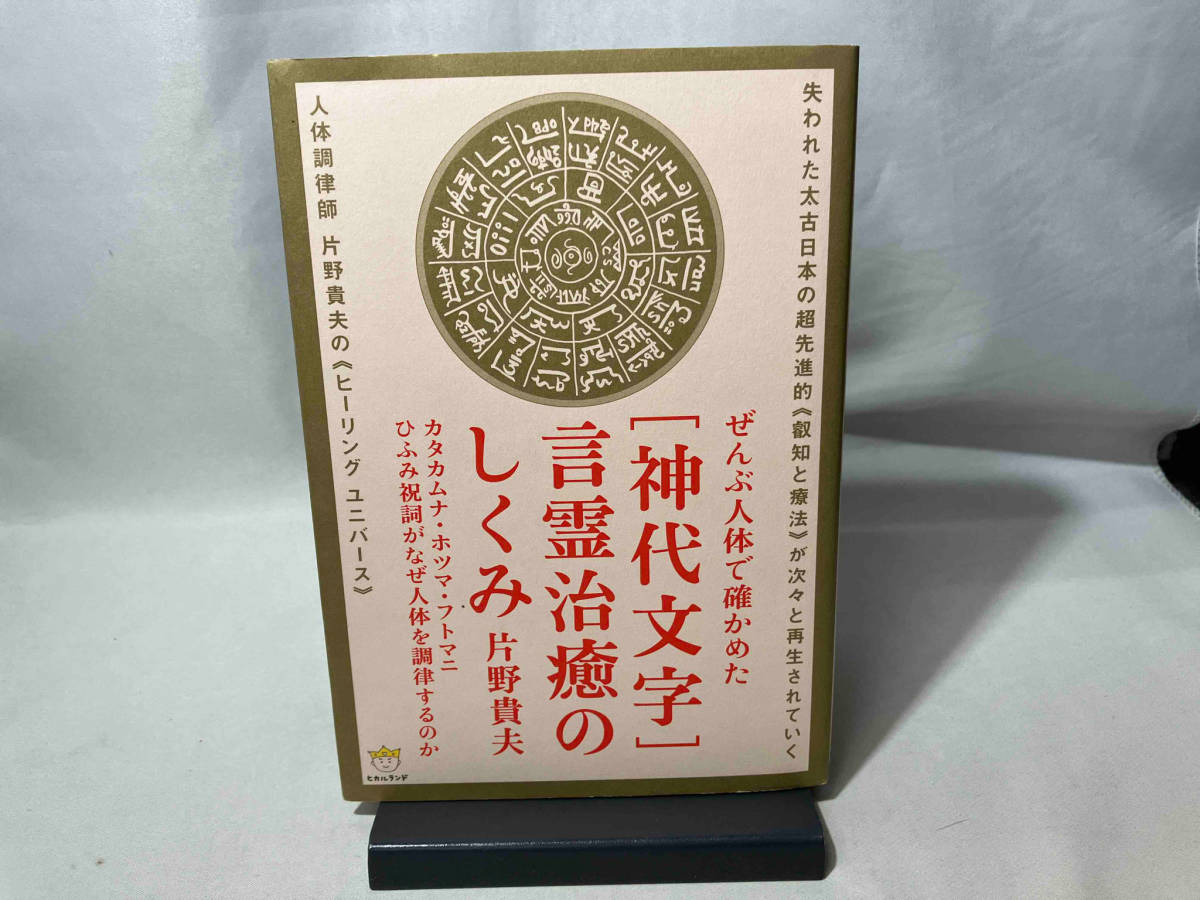 失われた太古日本の超先進的《叡知と療法》が次々と再生されていく
ぜんぶ人体で確かめた
［神代文字］
言霊治癒の
しくみ
片野貴夫
カタカムナ・ホツマ・フトマニ
ひふみ祝詞がなぜ人体を調律するのか
人体調律師 片野貴夫の《ヒーリング ユニバース》
ヒカルランド